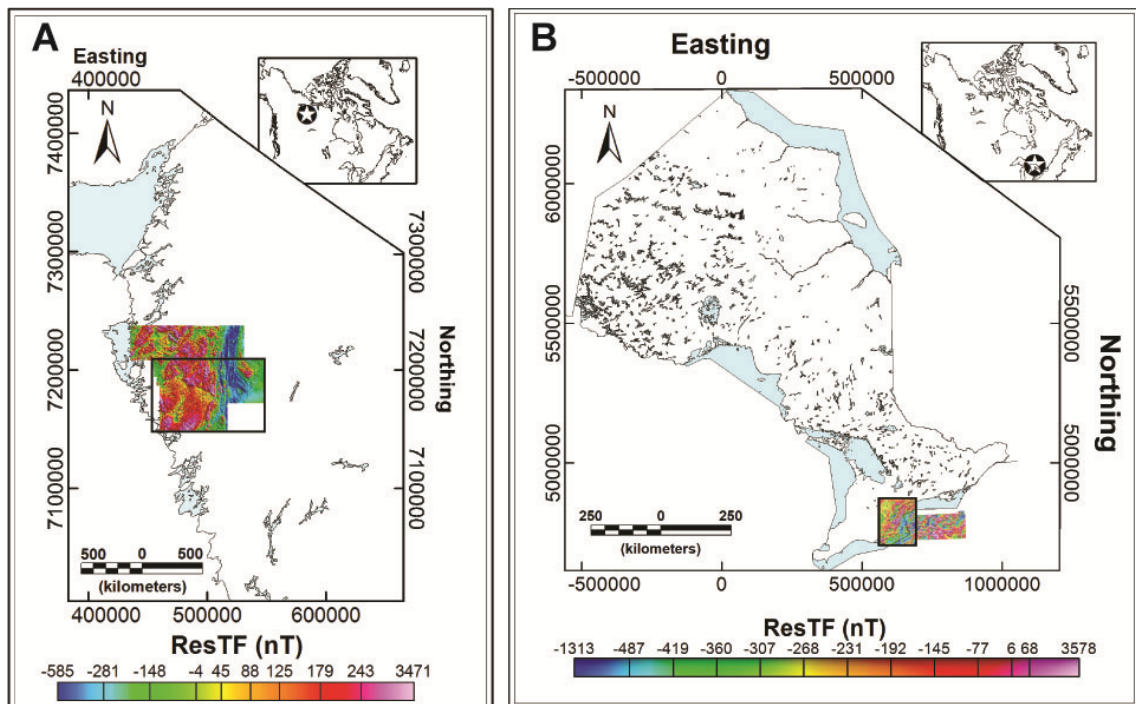 A
Easting
400000
N
7400000
7300000
7200000
7100000
7300000
7200000
7100000
Northing
500 0 500
(kilometers)
400000 500000 600000
ResTF (nT)
-585 -281 -148 -4 45 88 125 179 243 3471
B
Easting
-500000 0 500000
N
6000000
5500000
5000000
5500000
5000000
Northing
250 0 250
(kilometers)
-500000 0 500000 1000000
ResTF (nT)
-1313 -487 -419 -360 -307 -268 -231 -192 -145 -77 6 68 3578